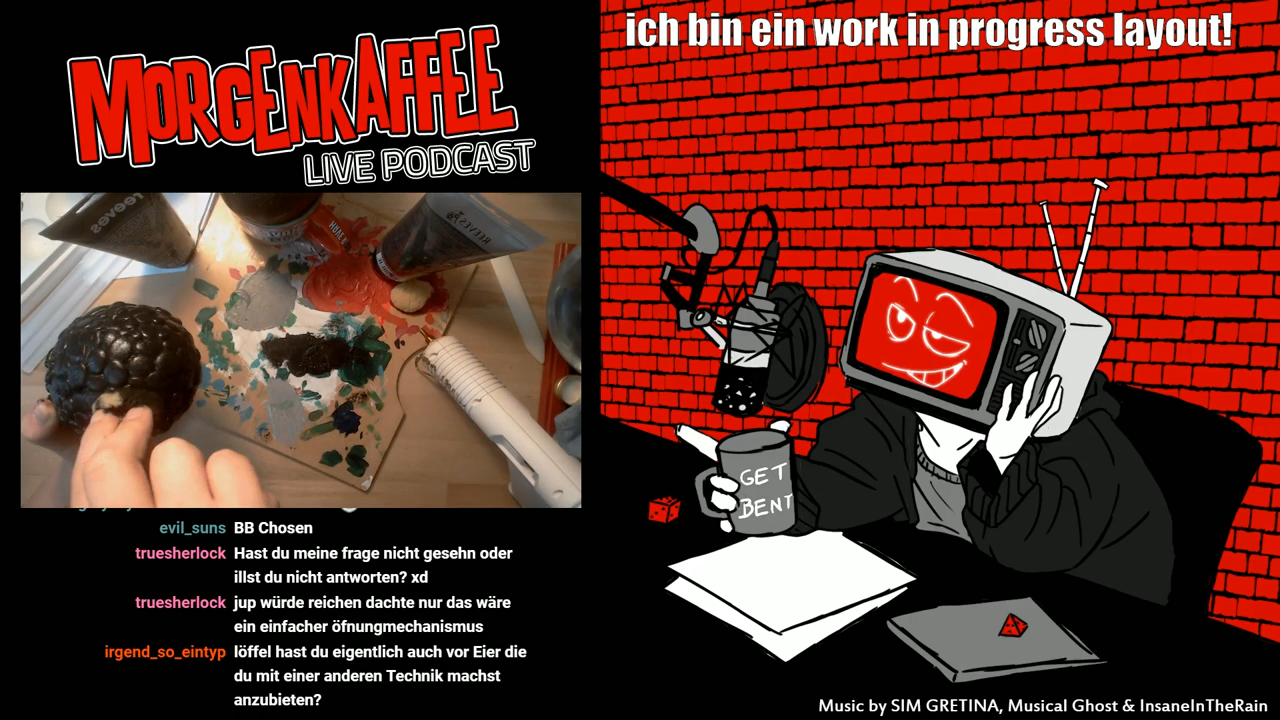 ich bin ein work in progress layout!
MORGENKAFFEE
LIVE PODCAST
reeves
REEVES
GET
BENT
evil_suns BB Chosen
truesherlock Hast du meine frage nicht gesehn oder
illst du nicht antworten? xd
truesherlock jup würde reichen dachte nur das wäre
ein einfacher öfnungmechanismus
irgend_so_eintyp löffel hast du eigentlich auch vor Eier die
du mit einer anderen Technik machst
anzubieten?
Music by SIM GRETINA, Musical Ghost & InsaneInTheRain